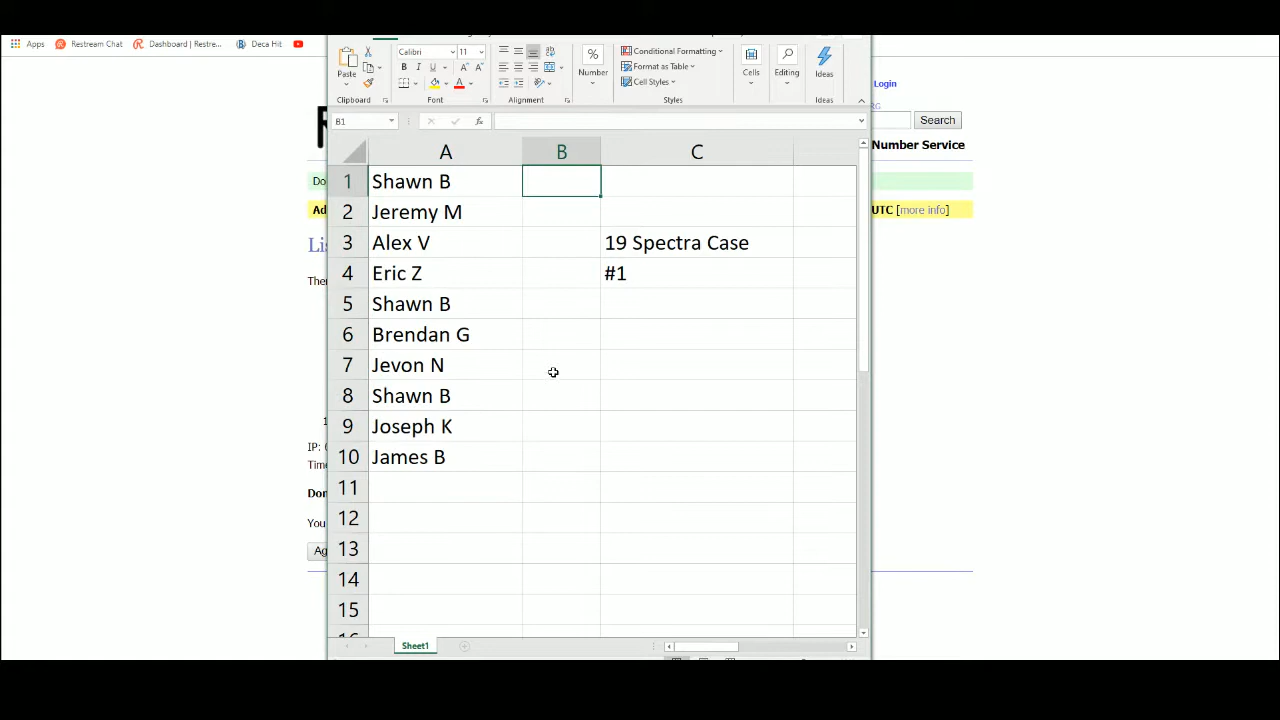 Apps Restream Chat Dashboard | Restre... Deca Hit
Login
Search
Number Service
UTC [more info]
Paste
Clipboard
Calibri 11
B I U A
Font
Alignment
%
Number
Conditional Formatting
Format as Table
Cell Styles
Styles
Cells
Editing
Ideas
Ideas
B1 fx
A B C
1 Shawn B
2 Jeremy M
3 Alex V 19 Spectra Case
4 Eric Z #1
5 Shawn B
6 Brendan G
7 Jevon N
8 Shawn B
9 Joseph K
10 James B
11
12
13
14
15
Sheet1
IP: (